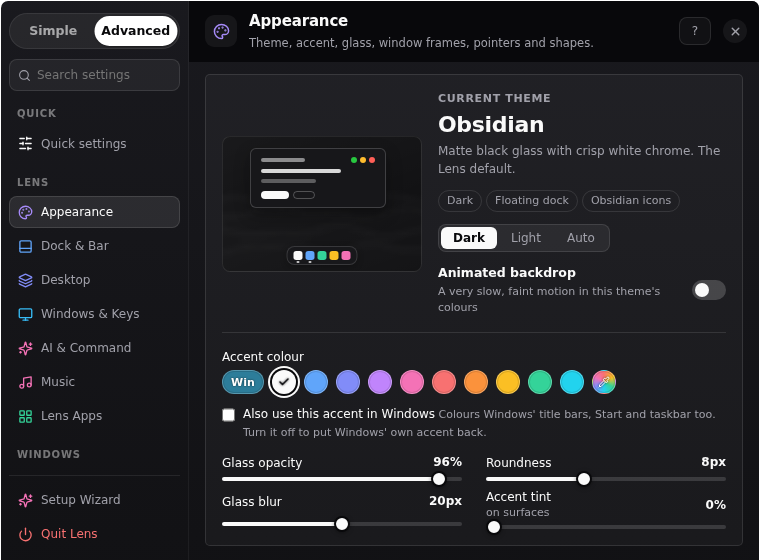 Simple
Advanced
Search settings
QUICK
Quick settings
LENS
Appearance
Dock & Bar
Desktop
Windows & Keys
AI & Command
Music
Lens Apps
WINDOWS
Setup Wizard
Quit Lens
Appearance
Theme, accent, glass, window frames, pointers and shapes.
?
CURRENT THEME
Obsidian
Matte black glass with crisp white chrome. The
Lens default.
Dark
Floating dock
Obsidian icons
Dark
Light
Auto
Animated backdrop
A very slow, faint motion in this theme's
colours
Accent colour
Win
Also use this accent in Windows Colours Windows' title bars, Start and taskbar too.
Turn it off to put Windows' own accent back.
Glass opacity
96%
Roundness
8px
Glass blur
20px
Accent tint
on surfaces
0%